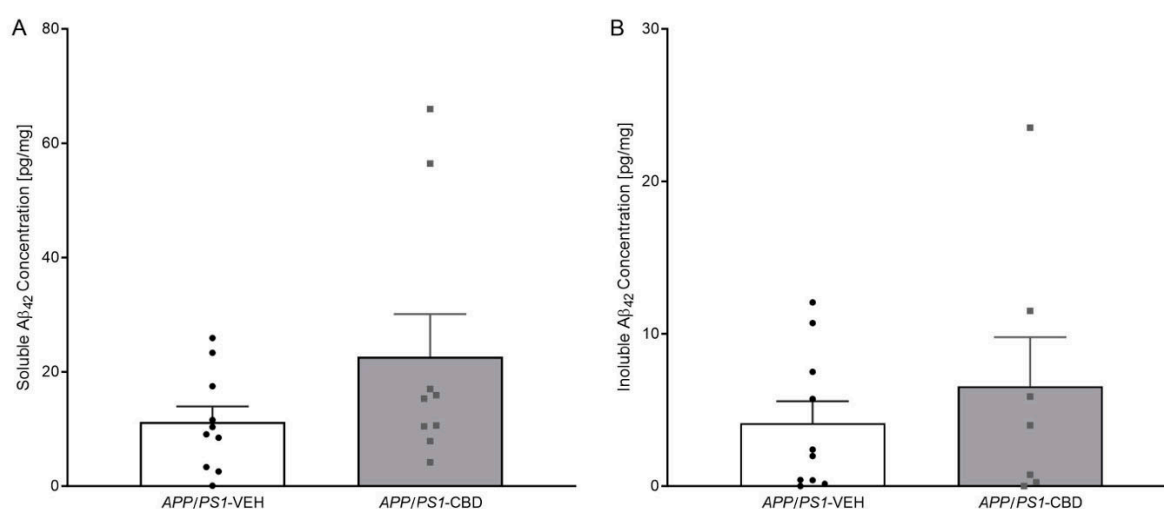 A
B
Soluble Aβ42 Concentration [pg/mg]
80
60
40
20
0
APP/PS1-VEH
APP/PS1-CBD
Inoluble Aβ42 Concentration [pg/mg]
30
20
10
0
APP/PS1-VEH
APP/PS1-CBD